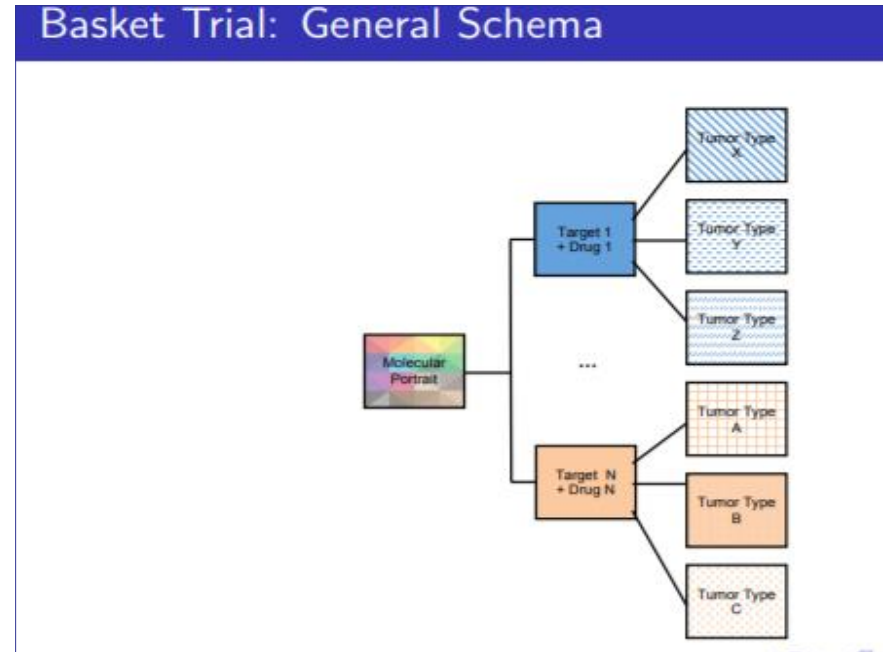 Basket Trial: General Schema
Tumor Type
X
Target 1
+ Drug 1
Tumor Type
Y
Tumor Type
Z
Molecular
Portrait
...
Tumor Type
A
Target N
+ Drug N
Tumor Type
B
Tumor Type
C